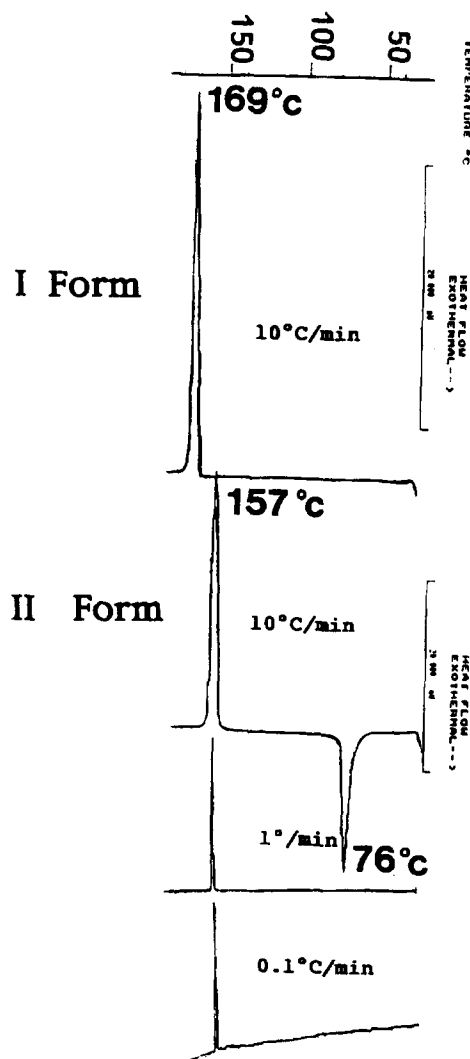 150 100 50
TEMPERATURE °C
169°c
I Form
10°C/min
HEAT FLOW
EXOTHERMAL-->
157°c
II Form
10°C/min
HEAT FLOW
EXOTHERMAL-->
1°/min
76°c
0.1°C/min